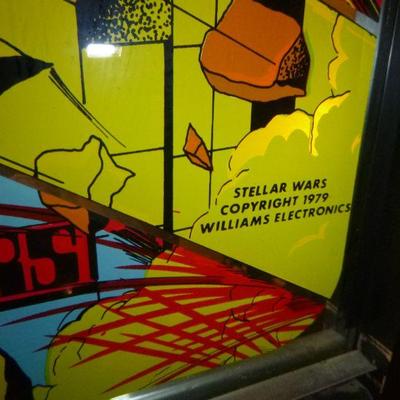 STELLAR WARS
COPYRIGHT 1979
WILLIAMS ELECTRONICS